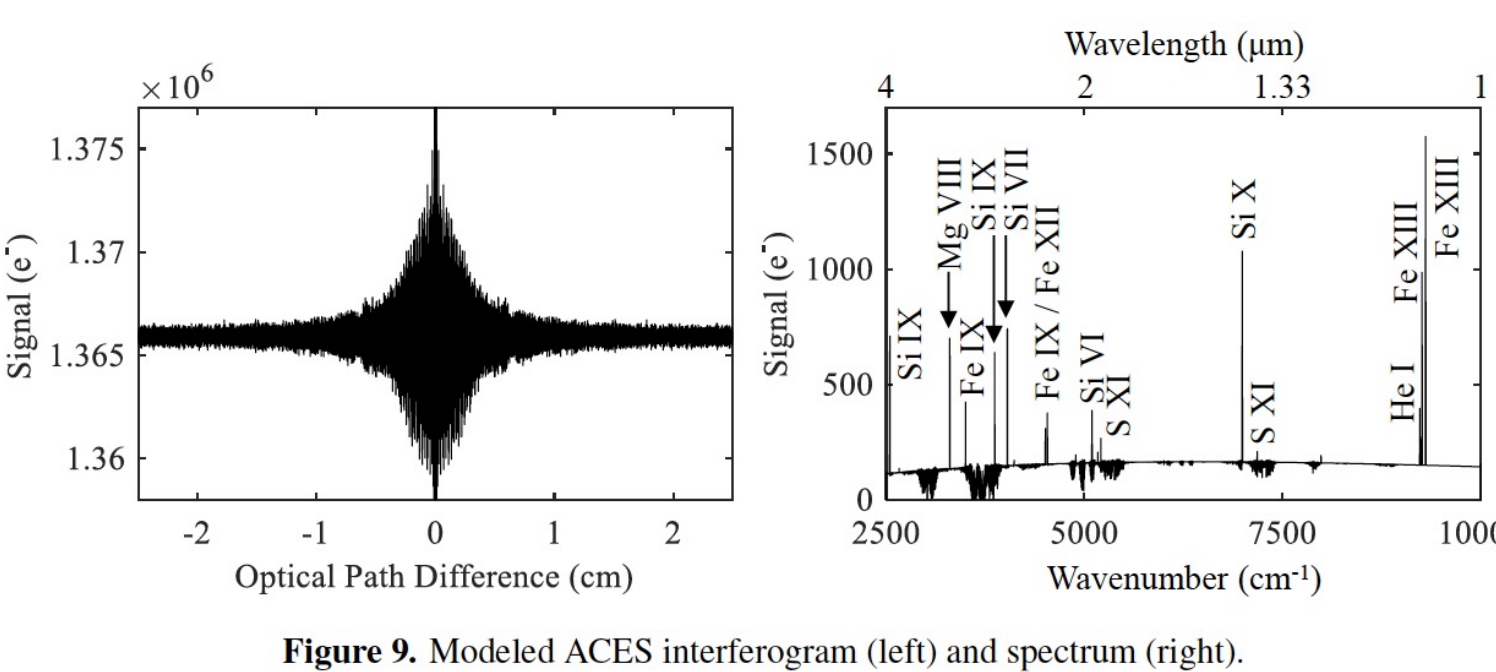 ×10⁶
1.375
1.37
1.365
1.36
Signal (e⁻)
-2 -1 0 1 2
Optical Path Difference (cm)
Wavelength (μm)
4 2 1.33 1
1500
1000
500
0
Signal (e⁻)
Si IX
Mg VIII
Fe IX
Si IX
Si VII
Fe IX / Fe XII
Si VI
S XI
Si X
S XI
He I
Fe XIII
Fe XIII
2500 5000 7500 1000
Wavenumber (cm⁻¹)
Figure 9. Modeled ACES interferogram (left) and spectrum (right).